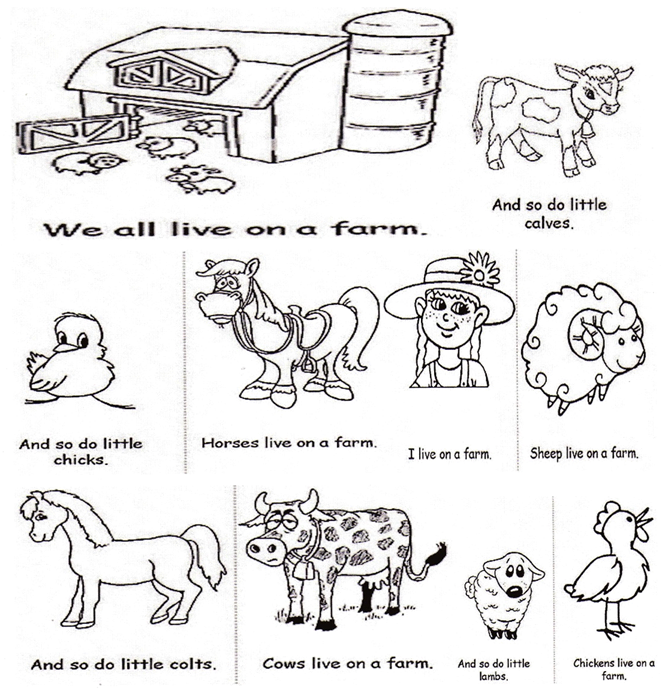 We all live on a farm.
And so do little
calves.
And so do little
chicks.
Horses live on a farm.
I live on a farm.
Sheep live on a farm.
And so do little colts.
Cows live on a farm.
And so do little
lambs.
Chickens live on a
farm.